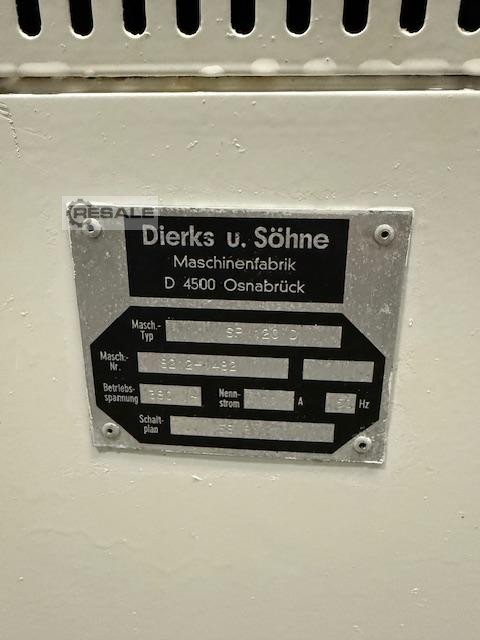 RESALE
Dierks u. Söhne
Maschinenfabrik
D 4500 Osnabrück
Masch.-
Typ
Masch.-
Nr.
Betriebs-
spannung
Nenn-
strom
A
Hz
Schalt-
plan